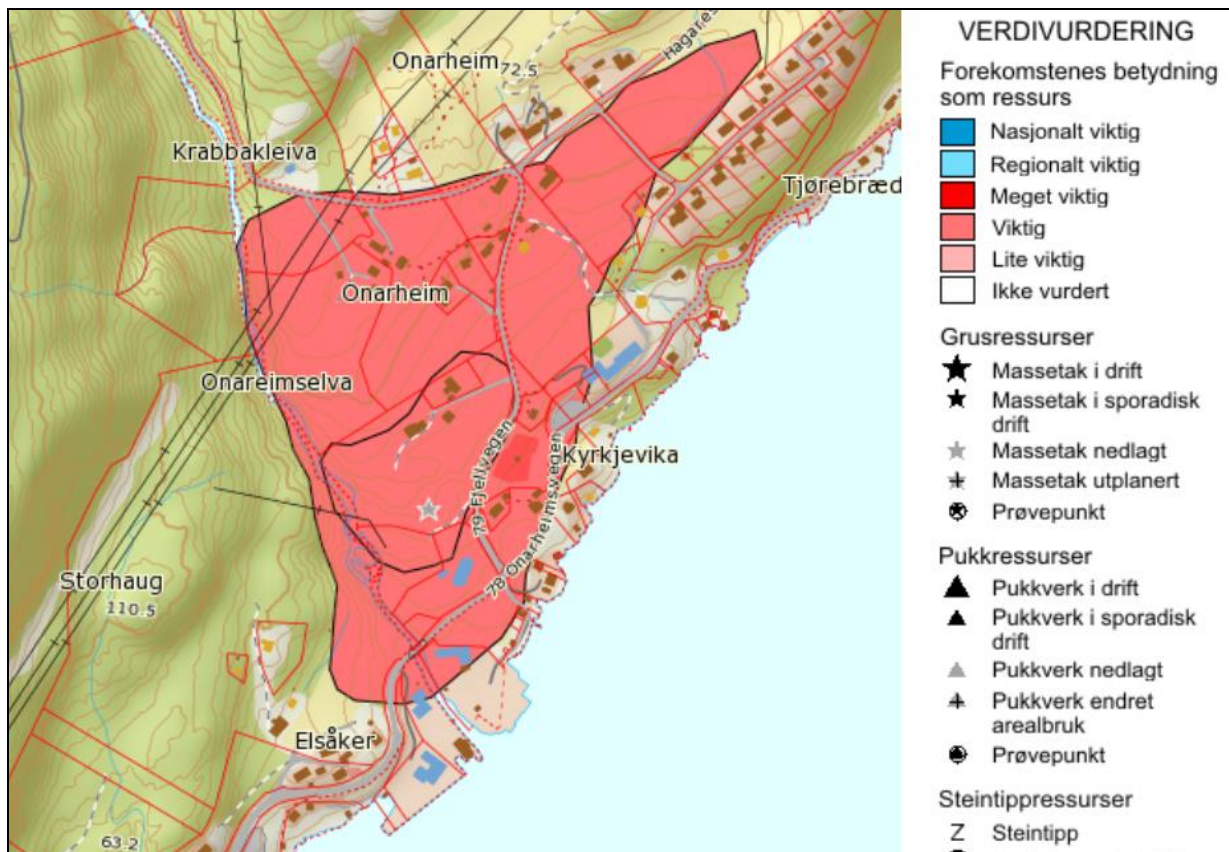 Onarheim
72.5
Hagares
Krabbakleiva
Tjørebræd
Onarheim
Onareimselva
79 Fjellvegen
Kyrkjevika
78 Onarheimsvegen
Storhaug
110.5
Elsåker
63.2
VERDIVURDERING
Forekomstenes betydning
som ressurs
Nasjonalt viktig
Regionalt viktig
Meget viktig
Viktig
Lite viktig
Ikke vurdert
Grusressurser
Massetak i drift
Massetak i sporadisk
drift
Massetak nedlagt
Massetak utplanert
Prøvepunkt
Pukkressurser
Pukkverk i drift
Pukkverk i sporadisk
drift
Pukkverk nedlagt
Pukkverk endret
arealbruk
Prøvepunkt
Steintippressurser
Z Steintipp